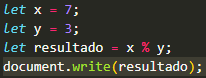 let x = 7;
let y = 3;
let resultado = x % y;
document.write(resultado);